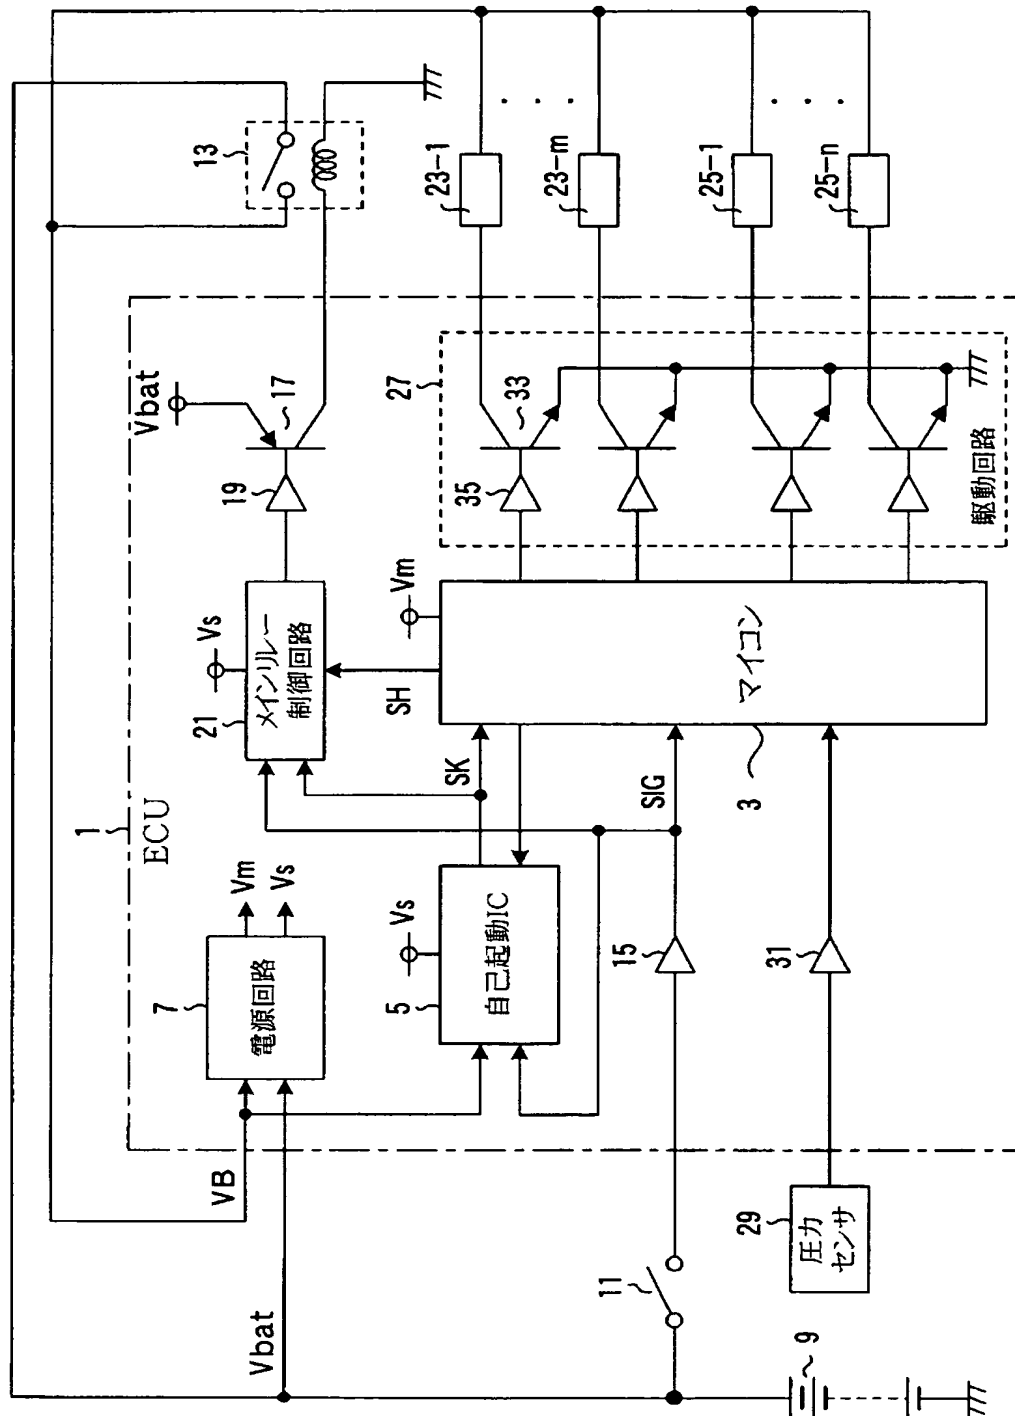 1
ECU
VB
Vbat
7
電源回路
Vm
Vs
5
自己起動IC
Vs
21
メインリレー
制御回路
Vs
19
17
Vbat
13
SK
SH
SIG
Vm
マイコン
3
27
35
33
駆動回路
23-1
23-m
25-1
25-n
11
15
29
圧力
センサ
31
9